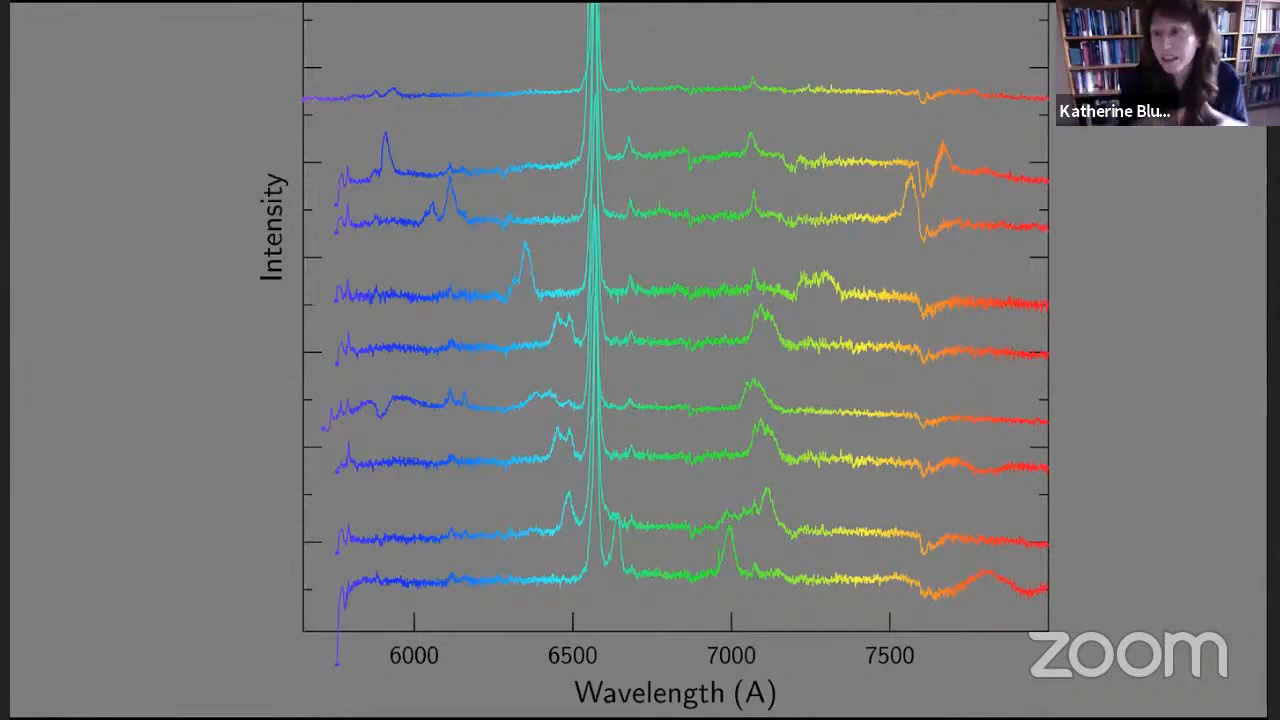 Katherine Blu...
Intensity
6000 6500 7000 7500
Wavelength (A)
zoom